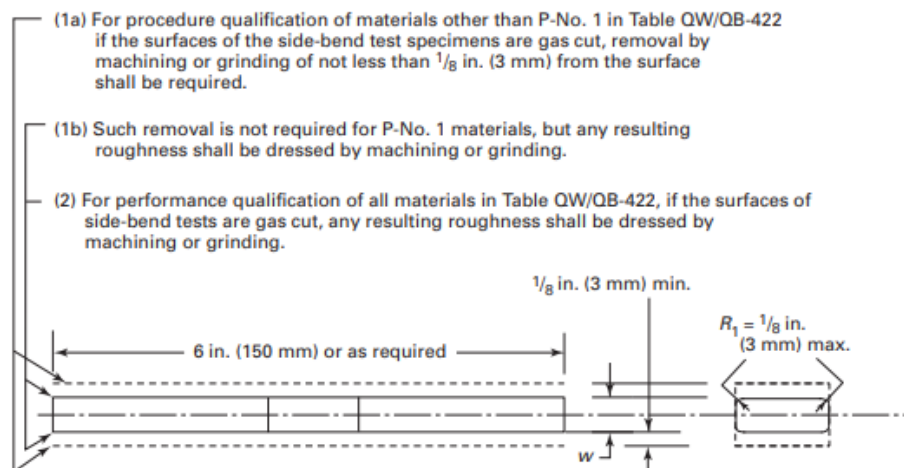 (1a) For procedure qualification of materials other than P-No. 1 in Table QW/QB-422
if the surfaces of the side-bend test specimens are gas cut, removal by
machining or grinding of not less than 1/8 in. (3 mm) from the surface
shall be required.
(1b) Such removal is not required for P-No. 1 materials, but any resulting
roughness shall be dressed by machining or grinding.
(2) For performance qualification of all materials in Table QW/QB-422, if the surfaces of
side-bend tests are gas cut, any resulting roughness shall be dressed by
machining or grinding.
1/8 in. (3 mm) min.
R1 = 1/8 in.
(3 mm) max.
6 in. (150 mm) or as required
w